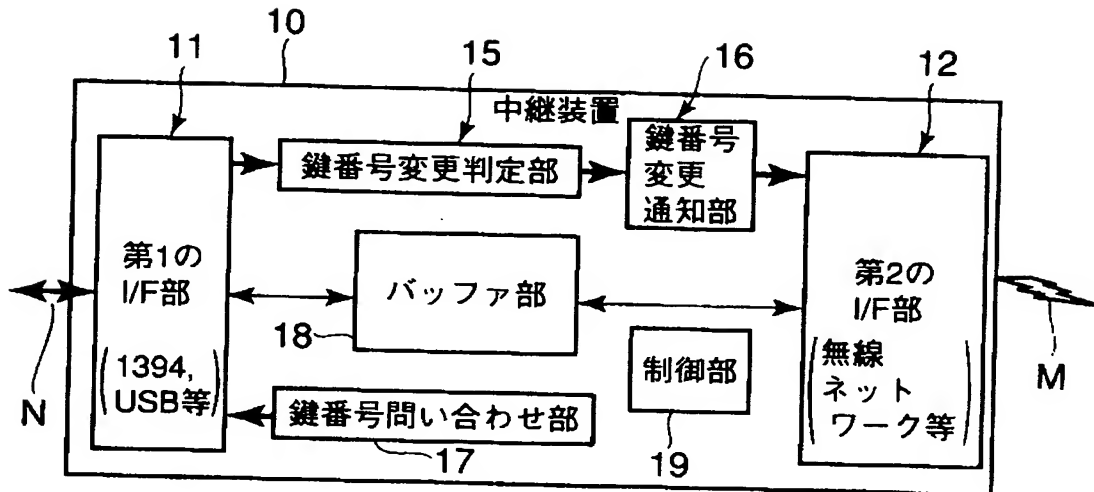 10
11
15
16
12
中継装置
鍵番号変更判定部
鍵番号
変更
通知部
第1の
I/F部
(1394,
USB等)
バッファ部
18
第2の
I/F部
(無線
ネット
ワーク等)
制御部
19
鍵番号問い合わせ部
17
N
M